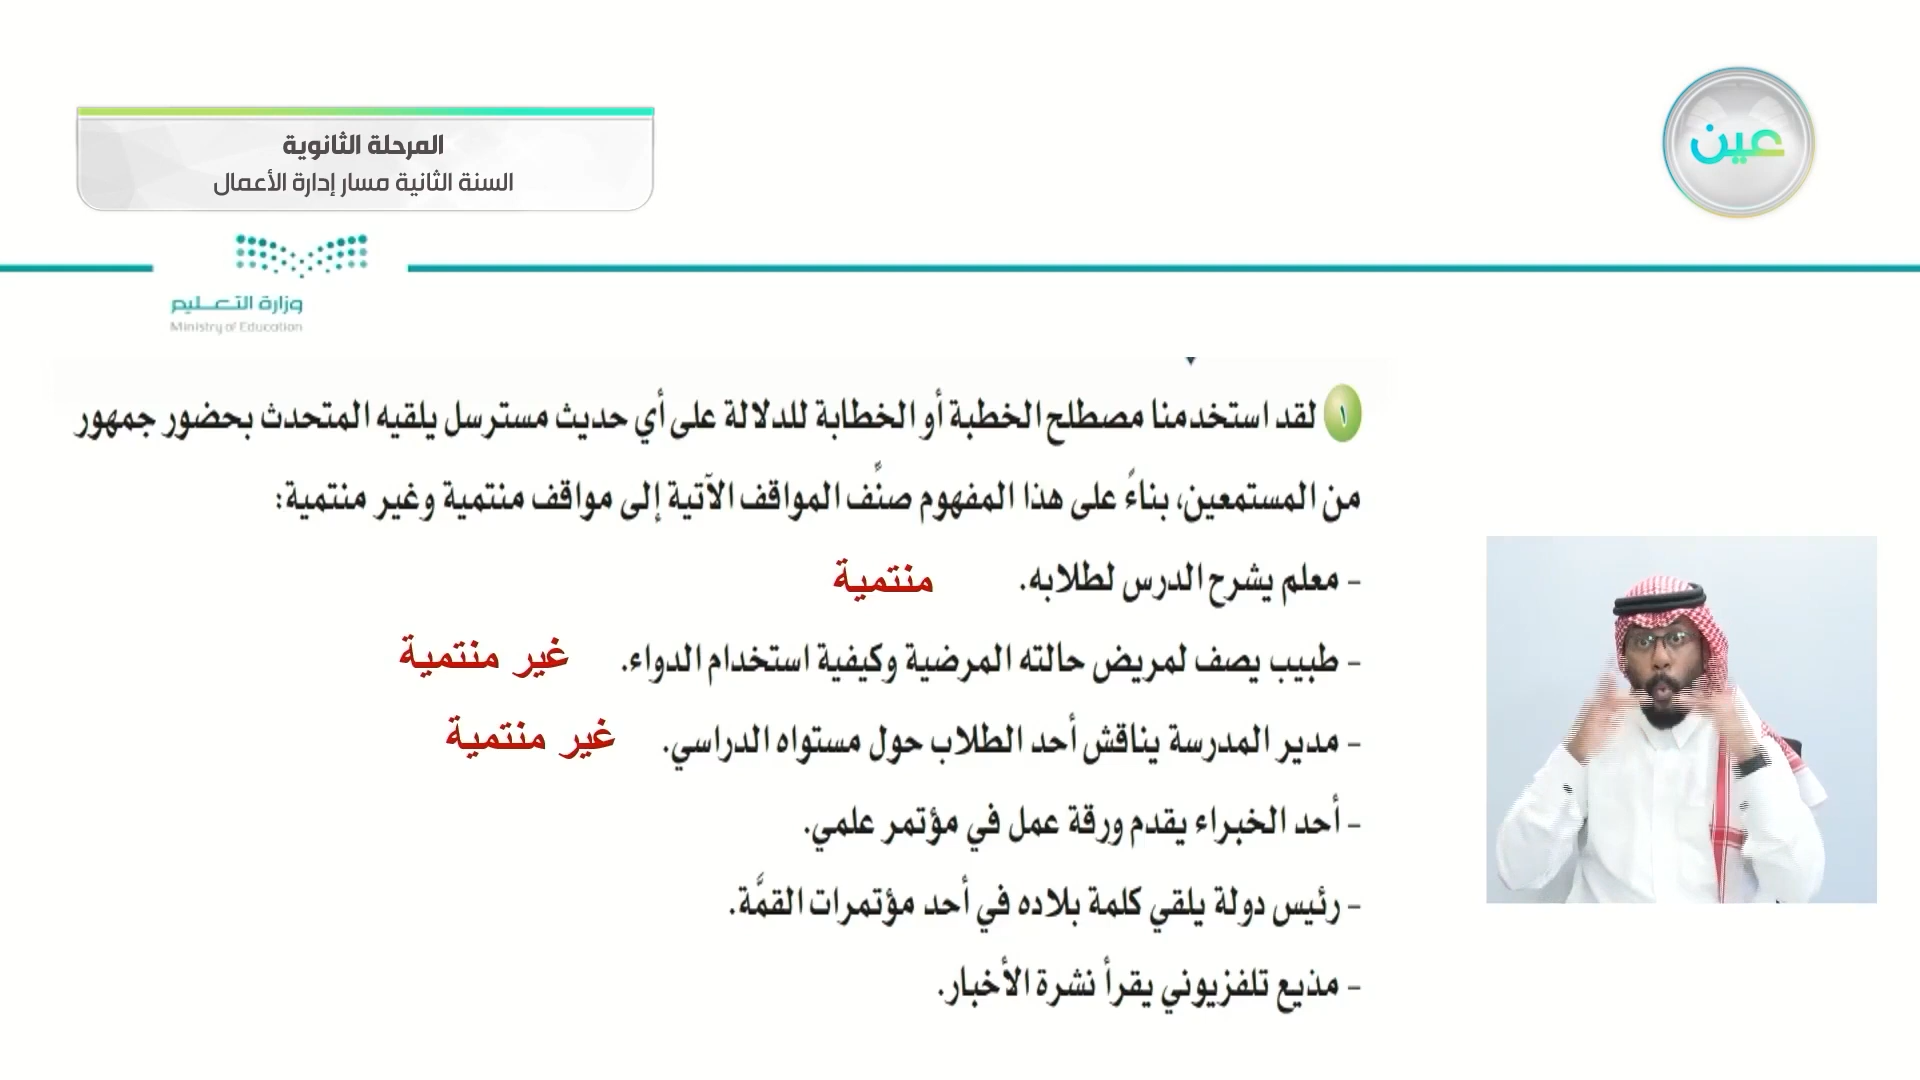 المرحلة الثانوية
السنة الثانية مسار إدارة الأعمال
عين
وزارة التعليم
Ministry of Education
١ لقد استخدمنا مصطلح الخطبة أو الخطابة للدلالة على أي حديث مسترسل يلقيه المتحدث بحضور جمهور
من المستمعين، بناءً على هذا المفهوم صنِّف المواقف الآتية إلى مواقف منتمية وغير منتمية:
- معلم يشرح الدرس لطلابه. منتمية
- طبيب يصف لمريض حالته المرضية وكيفية استخدام الدواء. غير منتمية
- مدير المدرسة يناقش أحد الطلاب حول مستواه الدراسي. غير منتمية
- أحد الخبراء يقدم ورقة عمل في مؤتمر علمي.
- رئيس دولة يلقي كلمة بلاده في أحد مؤتمرات القمَّة.
- مذيع تلفزيوني يقرأ نشرة الأخبار.